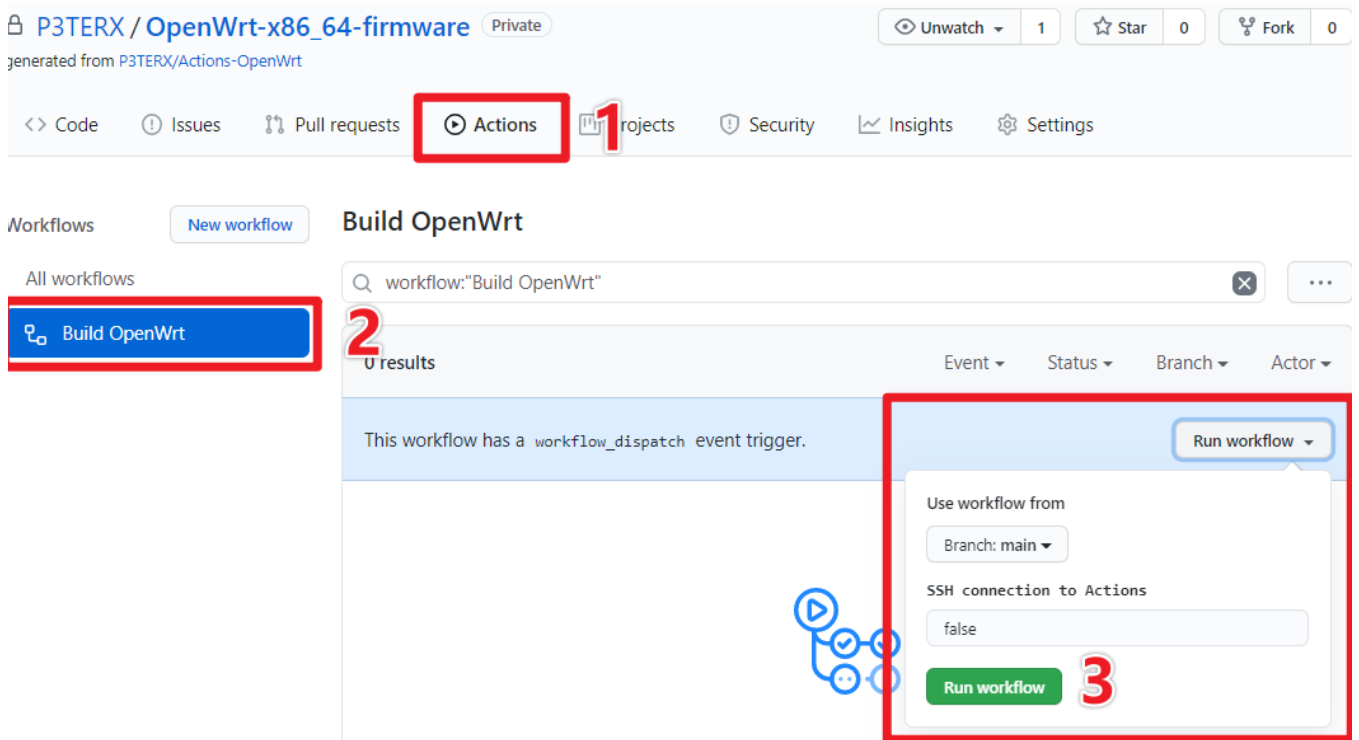 P3TERX / OpenWrt-x86_64-firmware Private Unwatch 1 Star 0 Fork 0
generated from P3TERX/Actions-OpenWrt
Code Issues Pull requests Actions 1 rojects Security Insights Settings
Workflows New workflow Build OpenWrt
All workflows workflow:"Build OpenWrt" ...
Build OpenWrt 2
0 results Event Status Branch Actor
This workflow has a workflow_dispatch event trigger. Run workflow
Use workflow from
Branch: main
SSH connection to Actions
false
Run workflow 3